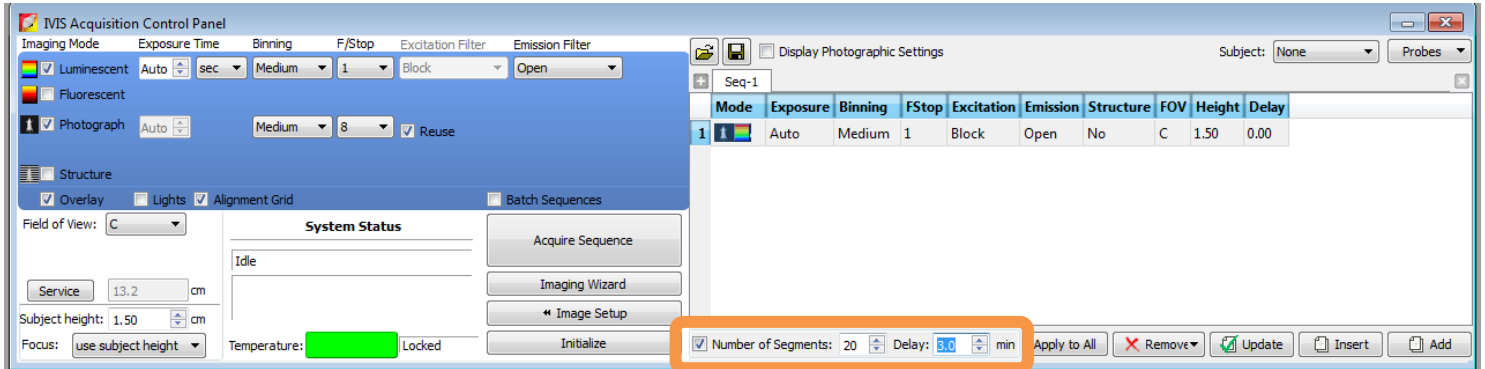 IVIS Acquisition Control Panel
Imaging Mode Exposure Time Binning F/Stop Excitation Filter Emission Filter
Luminescent Auto sec Medium 1 Block Open
Fluorescent
Photograph Auto Medium 8 Reuse
Structure
Overlay Lights Alignment Grid Batch Sequences
Field of View: C
System Status
Idle
Service 13.2 cm
Subject height: 1.50 cm
Focus: use subject height
Temperature: Locked
Acquire Sequence
Imaging Wizard
Image Setup
Initialize
Display Photographic Settings Subject: None Probes
Seq-1
Mode Exposure Binning FStop Excitation Emission Structure FOV Height Delay
1 Auto Medium 1 Block Open No C 1.50 0.00
Number of Segments: 20 Delay: 3.0 min Apply to All Remove Update Insert Add